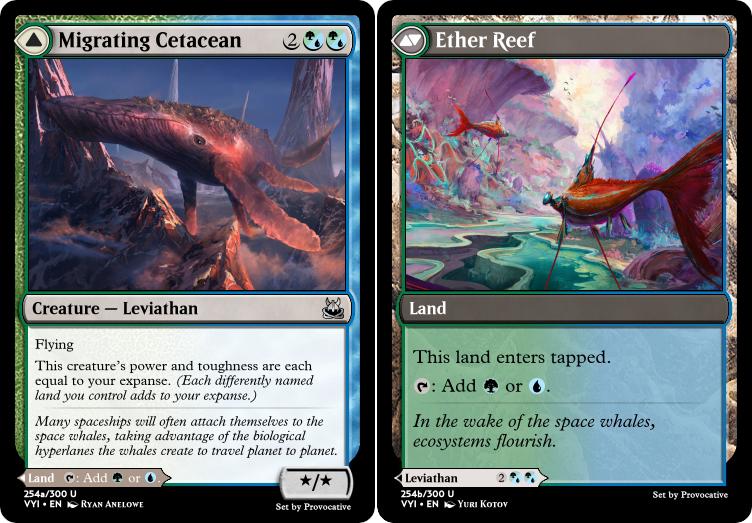 Migrating Cetacean 2
Creature — Leviathan
Flying
This creature's power and toughness are each
equal to your expanse. (Each differently named
land you control adds to your expanse.)
Many spaceships will often attach themselves to the
space whales, taking advantage of the biological
hyperlanes the whales create to travel planet to planet.
Land : Add or .
★/★
254a/300 U
VYI • EN Ryan Anelowe
Set by Provocative
Ether Reef
Land
This land enters tapped.
: Add or .
In the wake of the space whales,
ecosystems flourish.
Leviathan 2
254b/300 U
VYI • EN Yuri Kotov
Set by Provocative